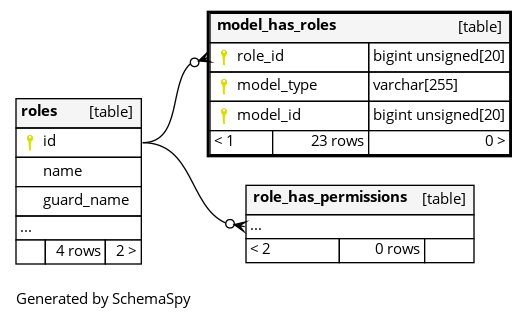 model_has_roles [table]
role_id bigint unsigned[20]
model_type varchar[255]
model_id bigint unsigned[20]
< 1 23 rows 0 >
roles [table]
id
name
guard_name
...
4 rows 2 >
role_has_permissions [table]
...
< 2 0 rows
Generated by SchemaSpy